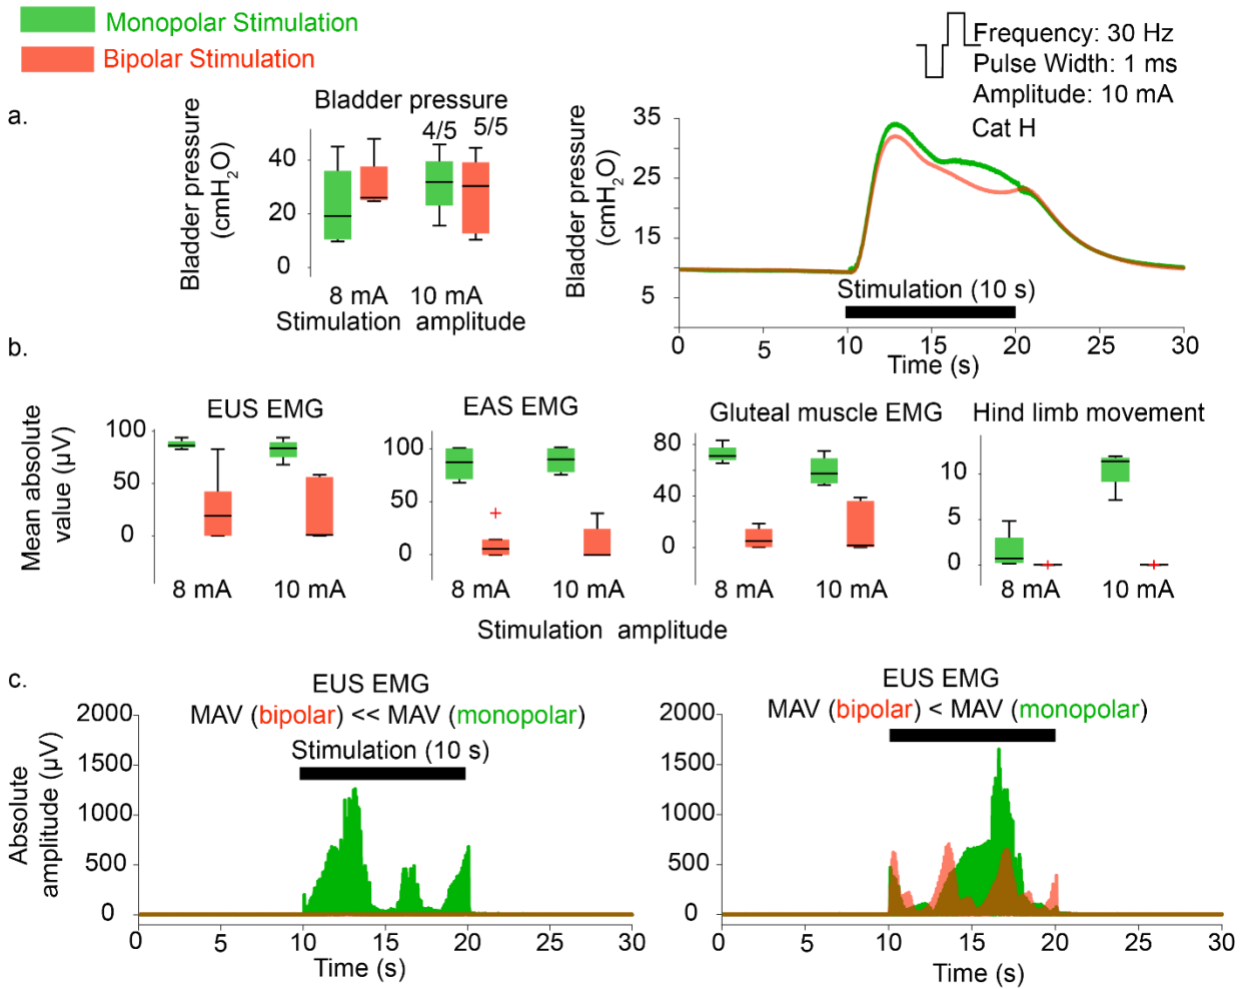 Monopolar Stimulation
Bipolar Stimulation
Frequency: 30 Hz
Pulse Width: 1 ms
Amplitude: 10 mA
Cat H
a.
Bladder pressure
4/5 5/5
Bladder pressure
(cmH2O)
40
20
0
8 mA 10 mA
Stimulation amplitude
Bladder pressure
(cmH2O)
35
25
15
5
Stimulation (10 s)
0 5 10 15 20 25 30
Time (s)
b.
Mean absolute
value (µV)
EUS EMG
100
50
0
8 mA 10 mA
EAS EMG
100
50
0
8 mA 10 mA
Gluteal muscle EMG
80
40
0
8 mA 10 mA
Hind limb movement
10
5
0
8 mA 10 mA
Stimulation amplitude
c.
EUS EMG
MAV (bipolar) << MAV (monopolar)
Stimulation (10 s)
Absolute
amplitude (µV)
2000
1500
1000
500
0
0 5 10 15 20 25 30
Time (s)
EUS EMG
MAV (bipolar) < MAV (monopolar)
2000
1500
1000
500
0
0 5 10 15 20 25 30
Time (s)